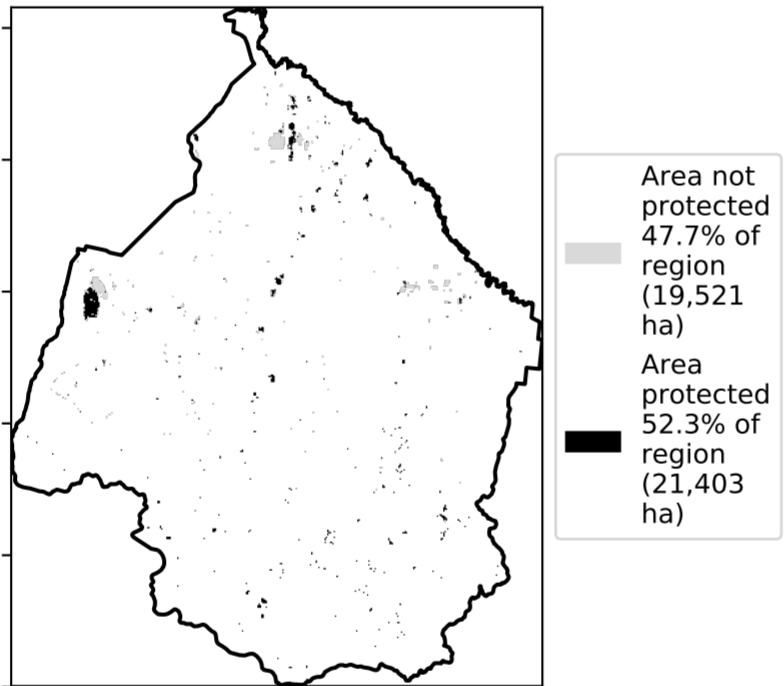 Area not
protected
47.7% of
region
(19,521
ha)
Area
protected
52.3% of
region
(21,403
ha)